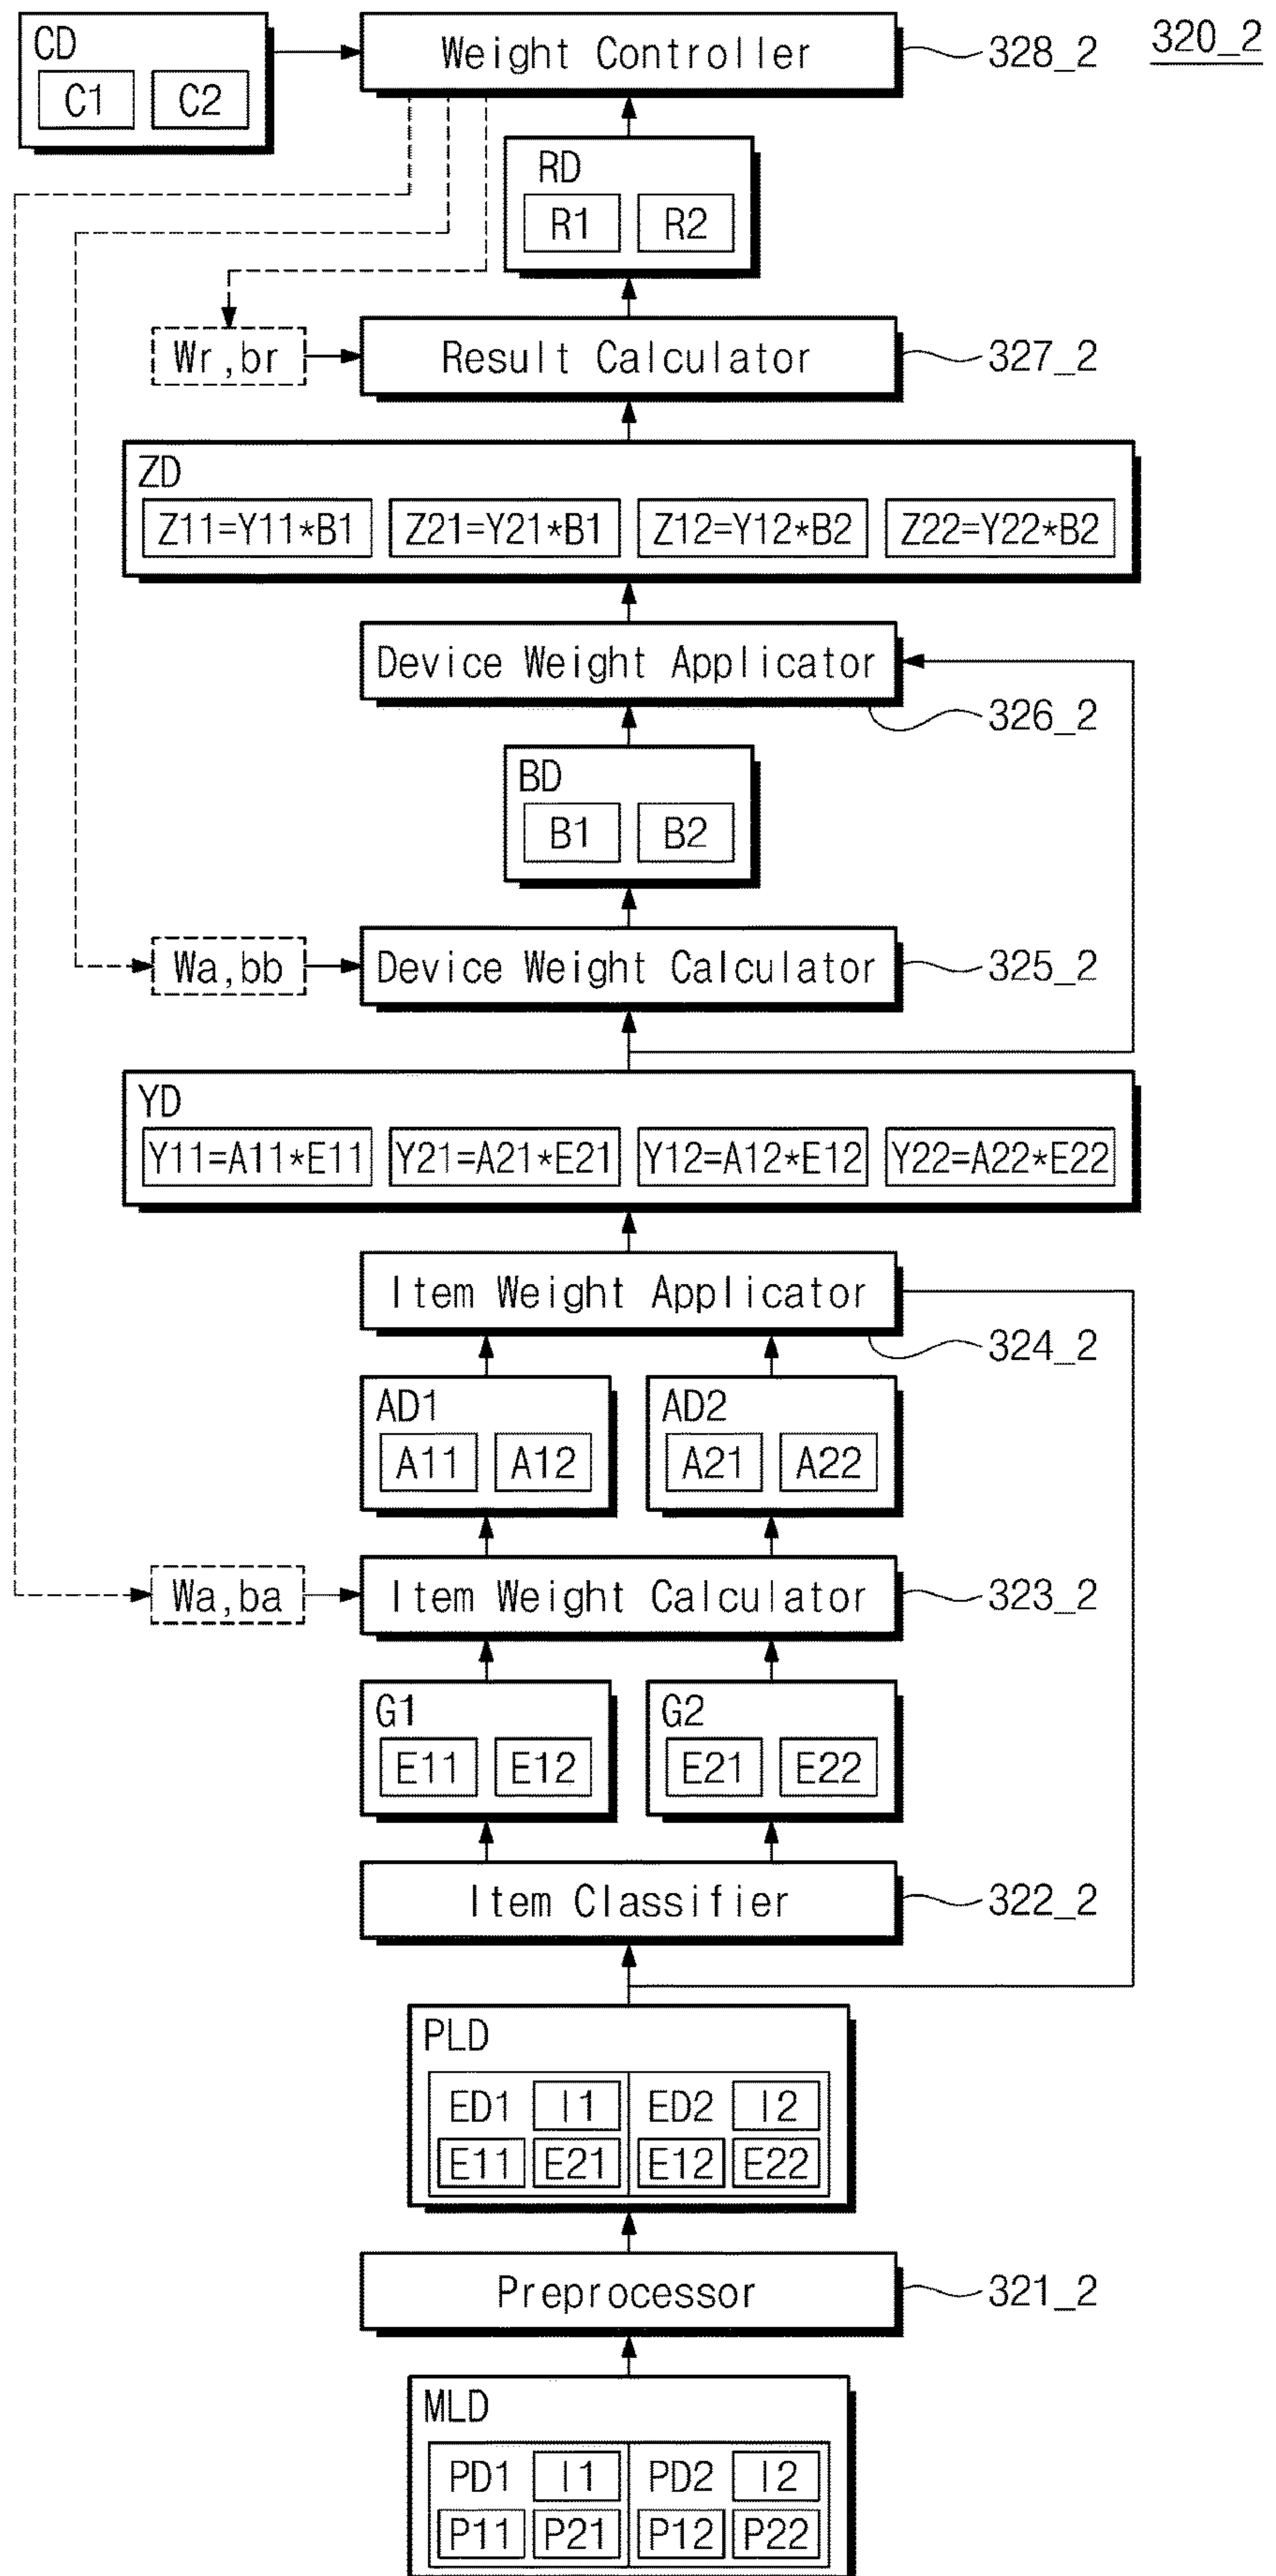 CD
C1 C2
Weight Controller
328_2
320_2
RD
R1 R2
Wr,br
Result Calculator
327_2
ZD
Z11=Y11*B1 Z21=Y21*B1 Z12=Y12*B2 Z22=Y22*B2
Device Weight Applicator
326_2
BD
B1 B2
Wa,bb
Device Weight Calculator
325_2
YD
Y11=A11*E11 Y21=A21*E21 Y12=A12*E12 Y22=A22*E22
Item Weight Applicator
324_2
AD1
A11 A12
AD2
A21 A22
Wa,ba
Item Weight Calculator
323_2
G1
E11 E12
G2
E21 E22
Item Classifier
322_2
PLD
ED1 I1 ED2 I2
E11 E21 E12 E22
Preprocessor
321_2
MLD
PD1 I1 PD2 I2
P11 P21 P12 P22